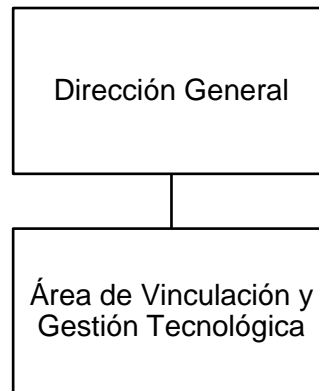 Dirección General
Área de Vinculación y
Gestión Tecnológica